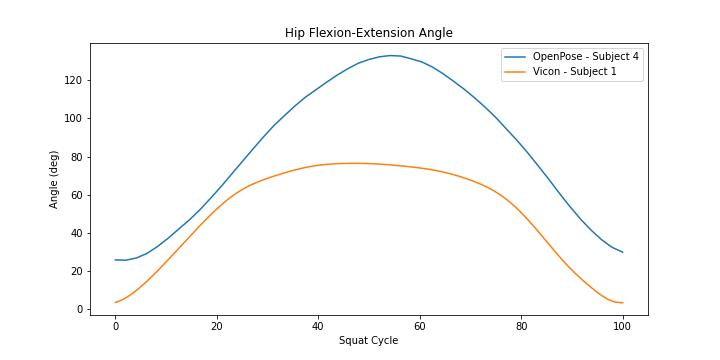 Hip Flexion-Extension Angle
OpenPose - Subject 4
Vicon - Subject 1
Angle (deg)
120
100
80
60
40
20
0
0 20 40 60 80 100
Squat Cycle